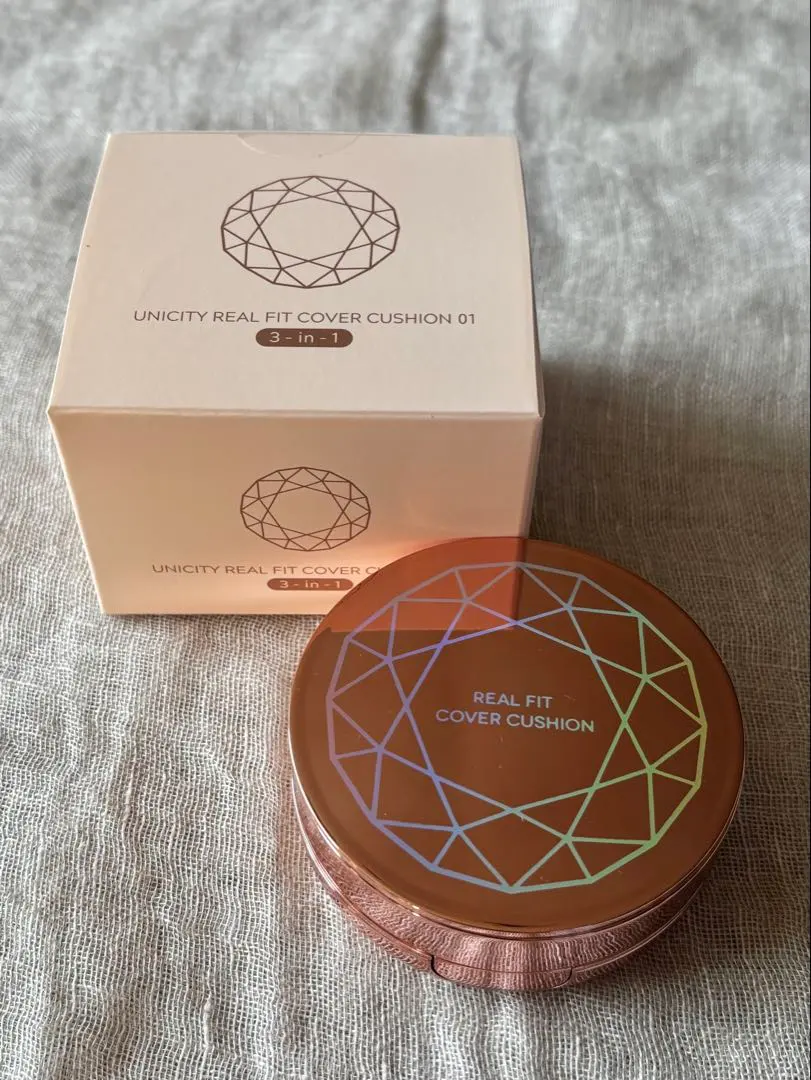 UNICITY REAL FIT COVER CUSHION 01
3 - in - 1
UNICITY REAL FIT COVER
3 - in - 1
REAL FIT
COVER CUSHION